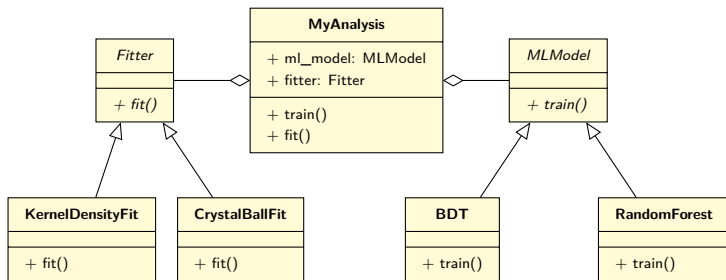 MyAnalysis
+ ml_model: MLModel
+ fitter: Fitter
+ train()
+ fit()
Fitter
+ fit()
MLModel
+ train()
KernelDensityFit
+ fit()
CrystalBallFit
+ fit()
BDT
+ train()
RandomForest
+ train()